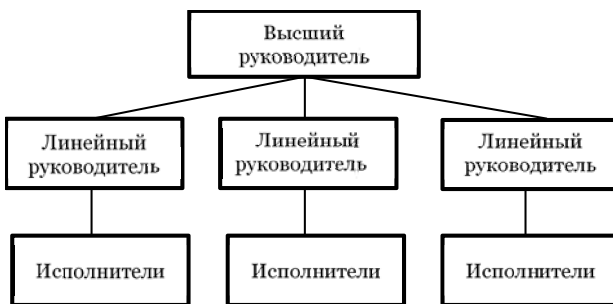 Высший
руководитель
Линейный
руководитель
Линейный
руководитель
Линейный
руководитель
Исполнители
Исполнители
Исполнители